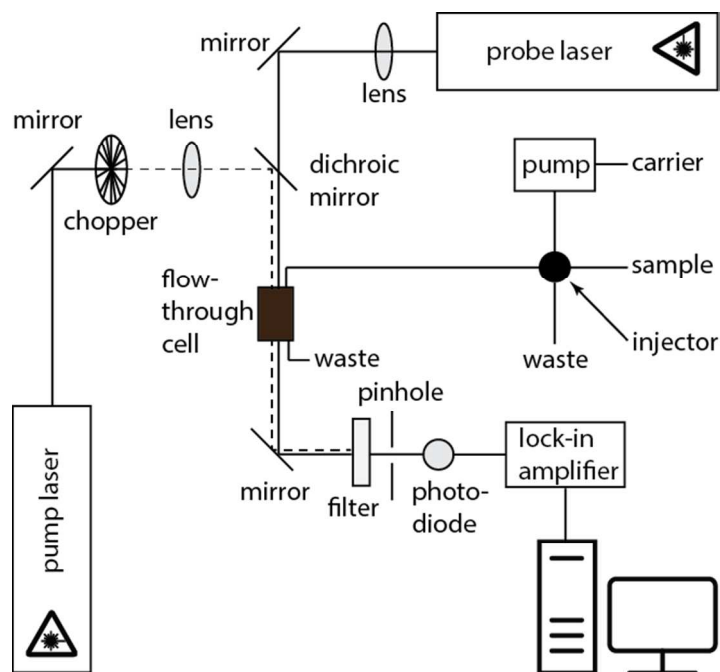 mirror
lens
probe laser
mirror
lens
chopper
dichroic
mirror
pump
carrier
flow-
through
cell
sample
injector
waste
waste
pinhole
mirror
filter
photo-
diode
lock-in
amplifier
pump laser